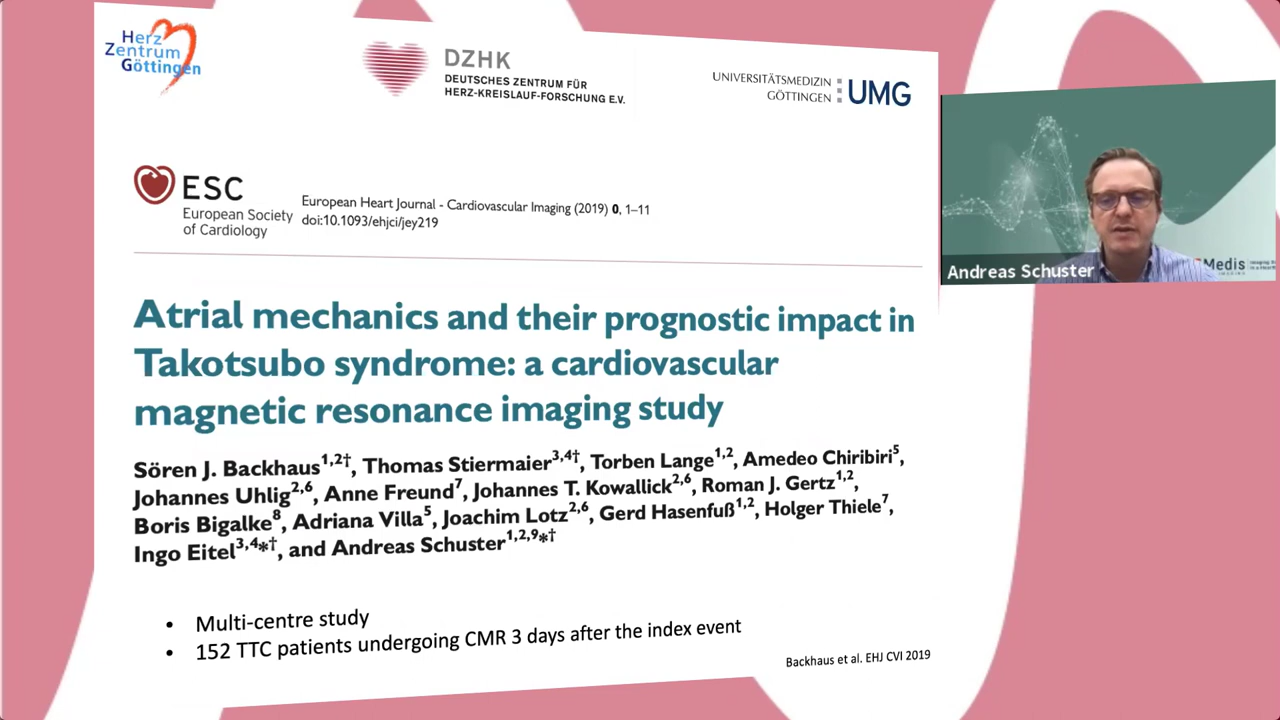 Herz
Zentrum
Göttingen
DZHK
DEUTSCHES ZENTRUM FÜR
HERZ-KREISLAUF-FORSCHUNG E.V.
UNIVERSITÄTSMEDIZIN
GÖTTINGEN
UMG
ESC
European Society
of Cardiology
European Heart Journal - Cardiovascular Imaging (2019) 0, 1–11
doi:10.1093/ehjci/jey219
Atrial mechanics and their prognostic impact in
Takotsubo syndrome: a cardiovascular
magnetic resonance imaging study
Sören J. Backhaus1,2†, Thomas Stiermaier3,4†, Torben Lange1,2, Amedeo Chiribiri5,
Johannes Uhlig2,6, Anne Freund7, Johannes T. Kowallick2,6, Roman J. Gertz1,2,
Boris Bigalke8, Adriana Villa5, Joachim Lotz2,6, Gerd Hasenfuß1,2, Holger Thiele7,
Ingo Eitel3,4*†, and Andreas Schuster1,2,9*†
• Multi-centre study
• 152 TTC patients undergoing CMR 3 days after the index event
Backhaus et al. EHJ CVI 2019
Andreas Schuster
Medis